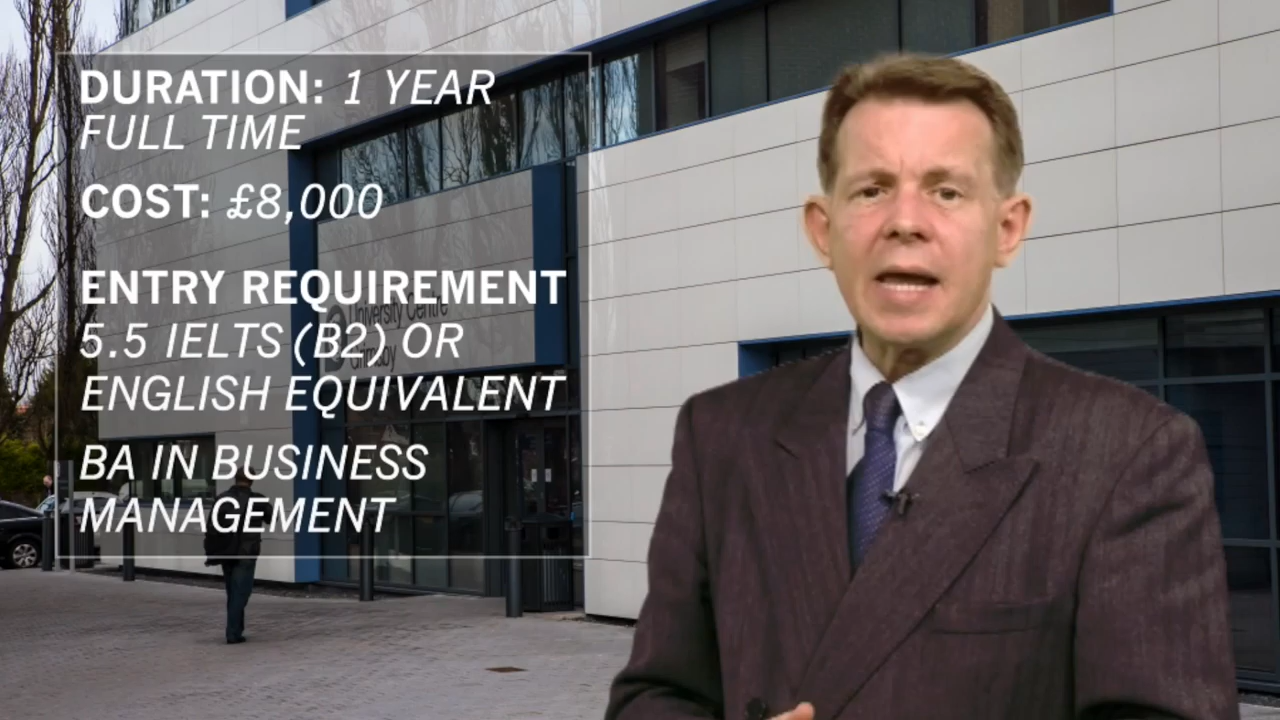 DURATION: 1 YEAR
FULL TIME
COST: £8,000
ENTRY REQUIREMENT
5.5 IELTS (B2) OR
ENGLISH EQUIVALENT
BA IN BUSINESS
MANAGEMENT
University Centre
Grimsby